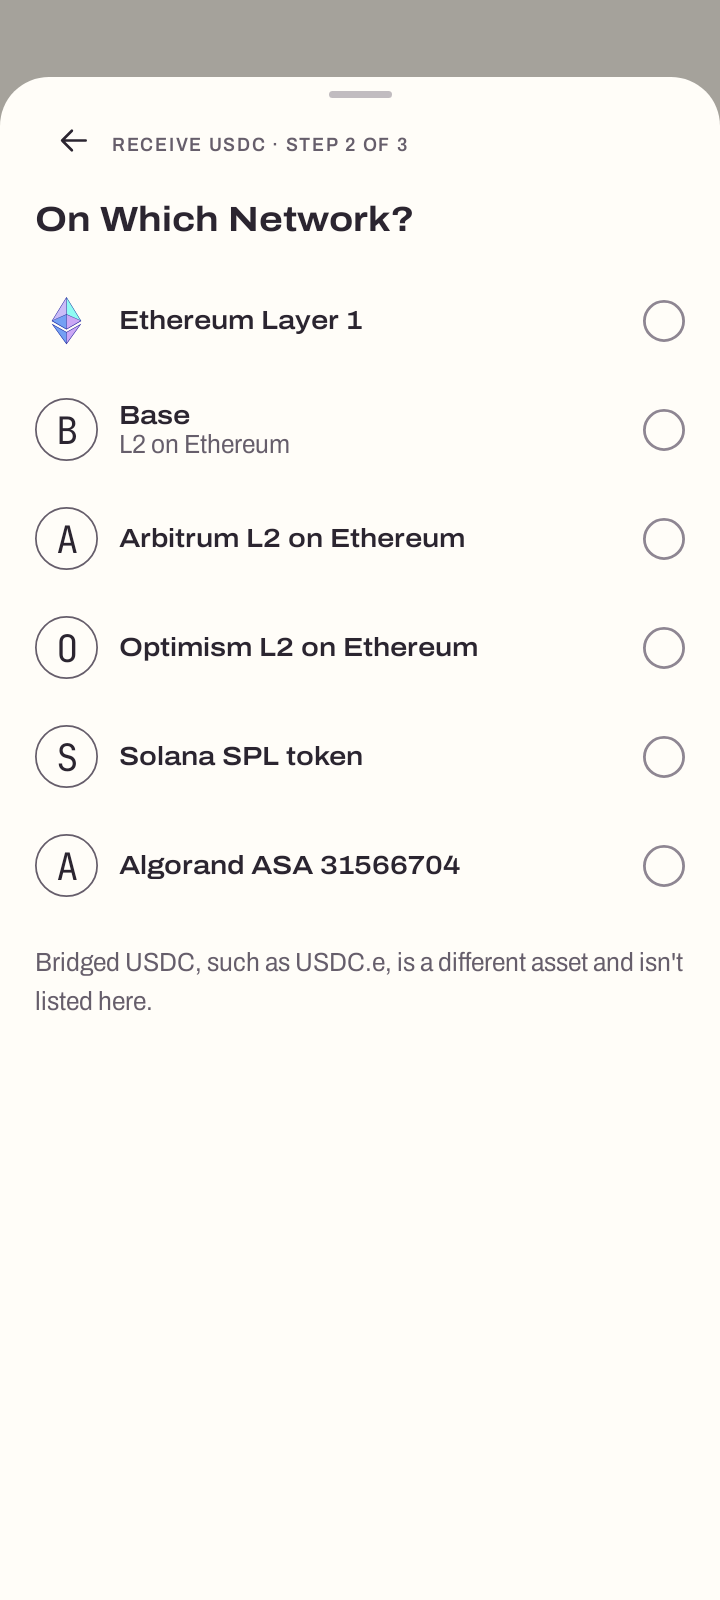 RECEIVE USDC · STEP 2 OF 3
On Which Network?
Ethereum Layer 1
B
Base
L2 on Ethereum
A
Arbitrum L2 on Ethereum
O
Optimism L2 on Ethereum
S
Solana SPL token
A
Algorand ASA 31566704
Bridged USDC, such as USDC.e, is a different asset and isn't
listed here.